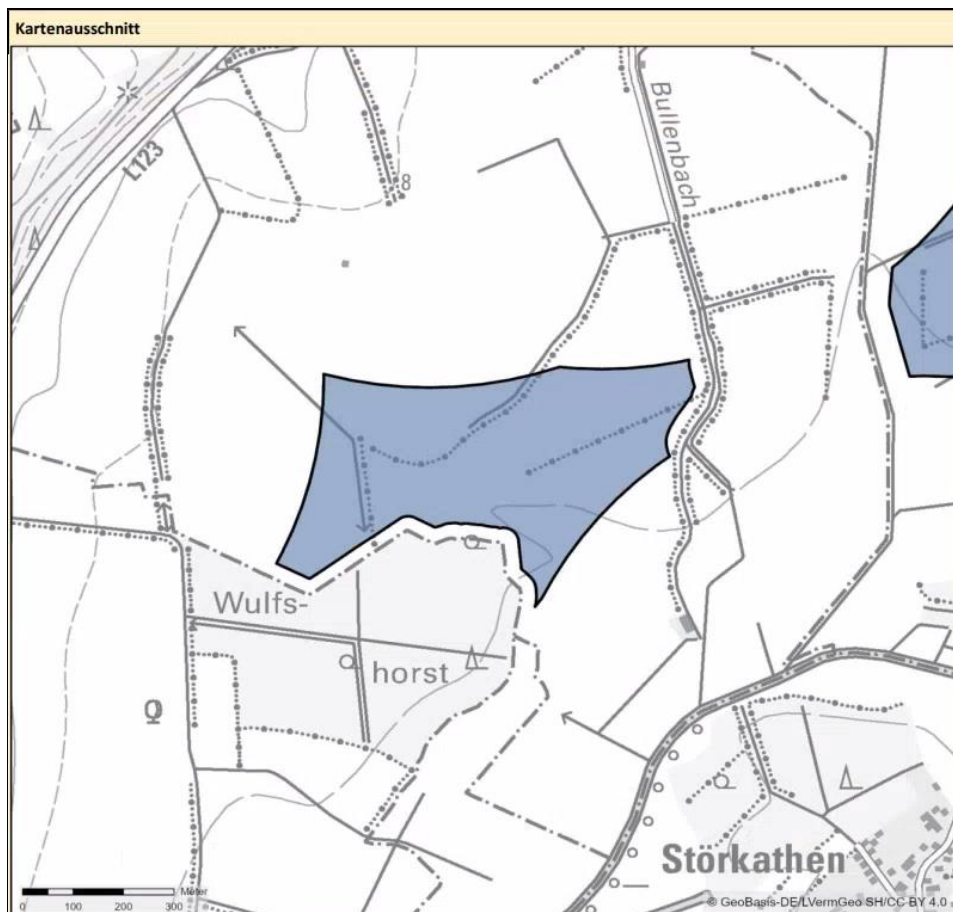 Kartenausschnitt
L123
8
Bullenbach
Wulfs-
horst
Störkathen
Meter
0 100 200 300
© GeoBasis-DE/LVermGeo SH/CC BY 4.0